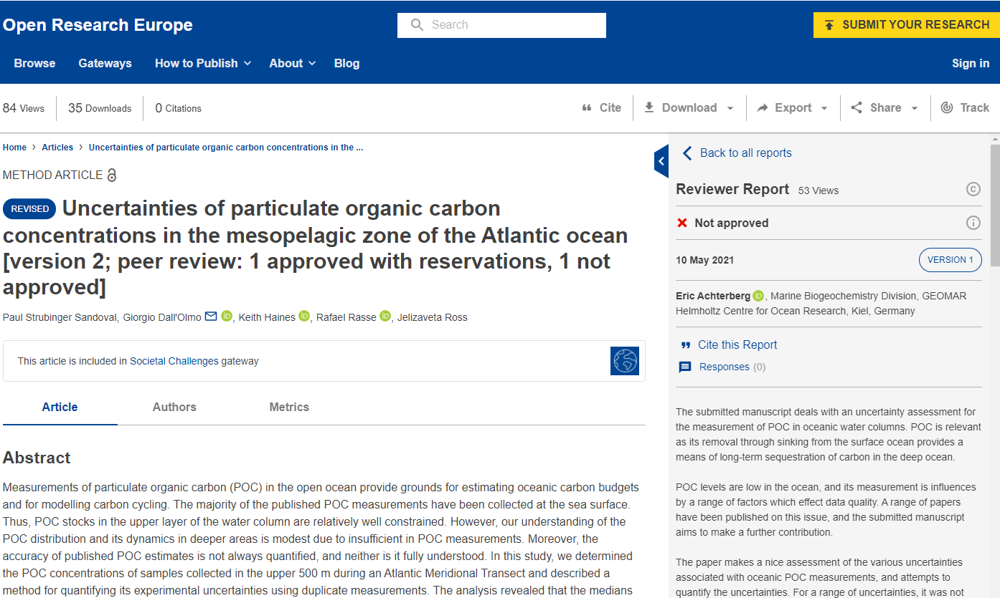 Open Research Europe
Search
SUBMIT YOUR RESEARCH
Browse
Gateways
How to Publish
About
Blog
Sign in
84 Views
35 Downloads
0 Citations
Cite
Download
Export
Share
Track
Home › Articles › Uncertainties of particulate organic carbon concentrations in the ...
METHOD ARTICLE
REVISED Uncertainties of particulate organic carbon
concentrations in the mesopelagic zone of the Atlantic ocean
[version 2; peer review: 1 approved with reservations, 1 not
approved]
Paul Strubinger Sandoval, Giorgio Dall'Olmo iD, Keith Haines iD, Rafael Rasse iD, Jelizaveta Ross
This article is included in Societal Challenges gateway
Article
Authors
Metrics
Abstract
Measurements of particulate organic carbon (POC) in the open ocean provide grounds for estimating oceanic carbon budgets
and for modelling carbon cycling. The majority of the published POC measurements have been collected at the sea surface.
Thus, POC stocks in the upper layer of the water column are relatively well constrained. However, our understanding of the
POC distribution and its dynamics in deeper areas is modest due to insufficient in POC measurements. Moreover, the
accuracy of published POC estimates is not always quantified, and neither is it fully understood. In this study, we determined
the POC concentrations of samples collected in the upper 500 m during an Atlantic Meridional Transect and described a
method for quantifying its experimental uncertainties using duplicate measurements. The analysis revealed that the medians
Back to all reports
Reviewer Report 53 Views
Not approved
10 May 2021
VERSION 1
Eric Achterberg iD, Marine Biogeochemistry Division, GEOMAR
Helmholtz Centre for Ocean Research, Kiel, Germany
Cite this Report
Responses (0)
The submitted manuscript deals with an uncertainty assessment for
the measurement of POC in oceanic water columns. POC is relevant
as its removal through sinking from the surface ocean provides a
means of long-term sequestration of carbon in the deep ocean.
POC levels are low in the ocean, and its measurement is influences
by a range of factors which effect data quality. A range of papers
have been published on this issue, and the submitted manuscript
aims to make a further contribution.
The paper makes a nice assessment of the various uncertainties
associated with oceanic POC measurements, and attempts to
quantify the uncertainties. For a range of uncertainties, it was not